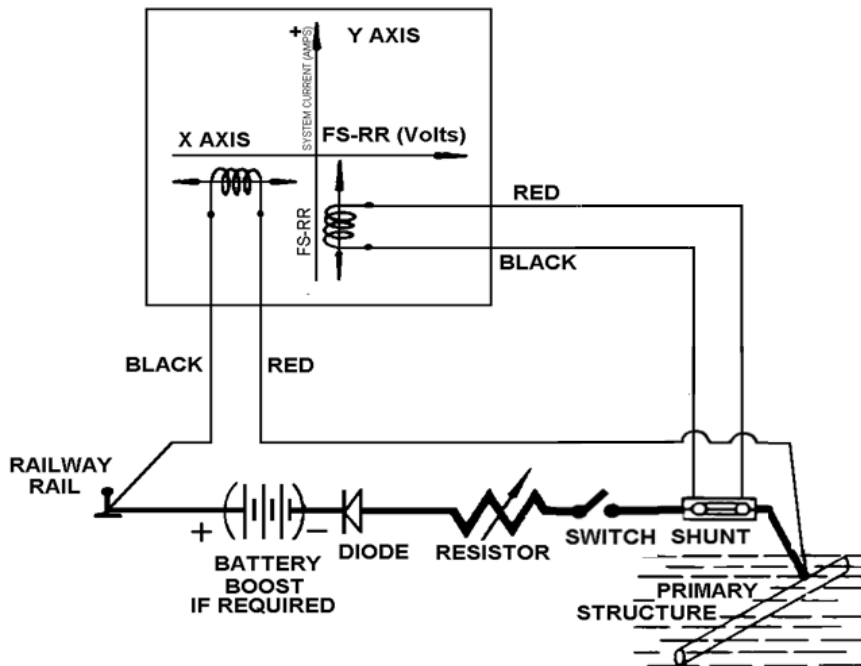 +
Y AXIS
SYSTEM CURRENT (AMPS)
X AXIS
FS-RR (Volts)
FS-RR
RED
BLACK
BLACK
RED
RAILWAY
RAIL
+
−
BATTERY
BOOST
IF REQUIRED
DIODE
RESISTOR
SWITCH
SHUNT
PRIMARY
STRUCTURE